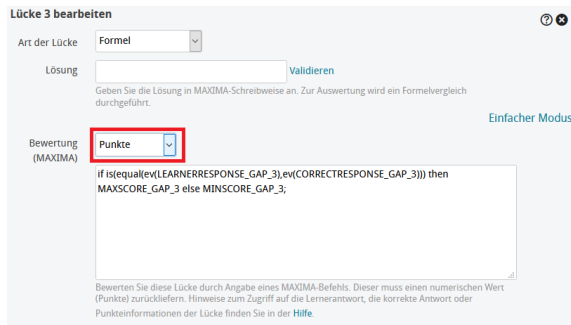 Lücke 3 bearbeiten
Art der Lücke Formel
Lösung Validieren
Geben Sie die Lösung in MAXIMA-Schreibweise an. Zur Auswertung wird ein Formelvergleich
durchgeführt.
Einfacher Modus
Bewertung Punkte
(MAXIMA)
if is(equal(ev(LEARNERRESPONSE_GAP_3),ev(CORRECTRESPONSE_GAP_3))) then
MAXSCORE_GAP_3 else MINSCORE_GAP_3;
Bewerten Sie diese Lücke durch Angabe eines MAXIMA-Befehls. Dieser muss einen numerischen Wert
(Punkte) zurückliefern. Hinweise zum Zugriff auf die Lernerantwort, die korrekte Antwort oder
Punkteinformationen der Lücke finden Sie in der Hilfe.